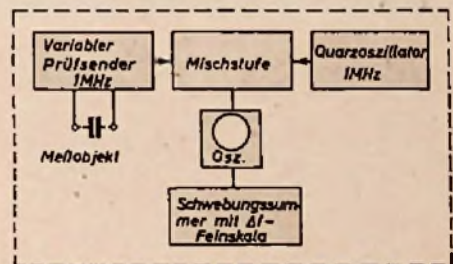 Variabler
Prüfsender
1MHz
Mischstufe
Quarzoszillator
1MHz
Meßobjekt
Osz.
Schwebungssum-
mer mit Δf-
Feinskala